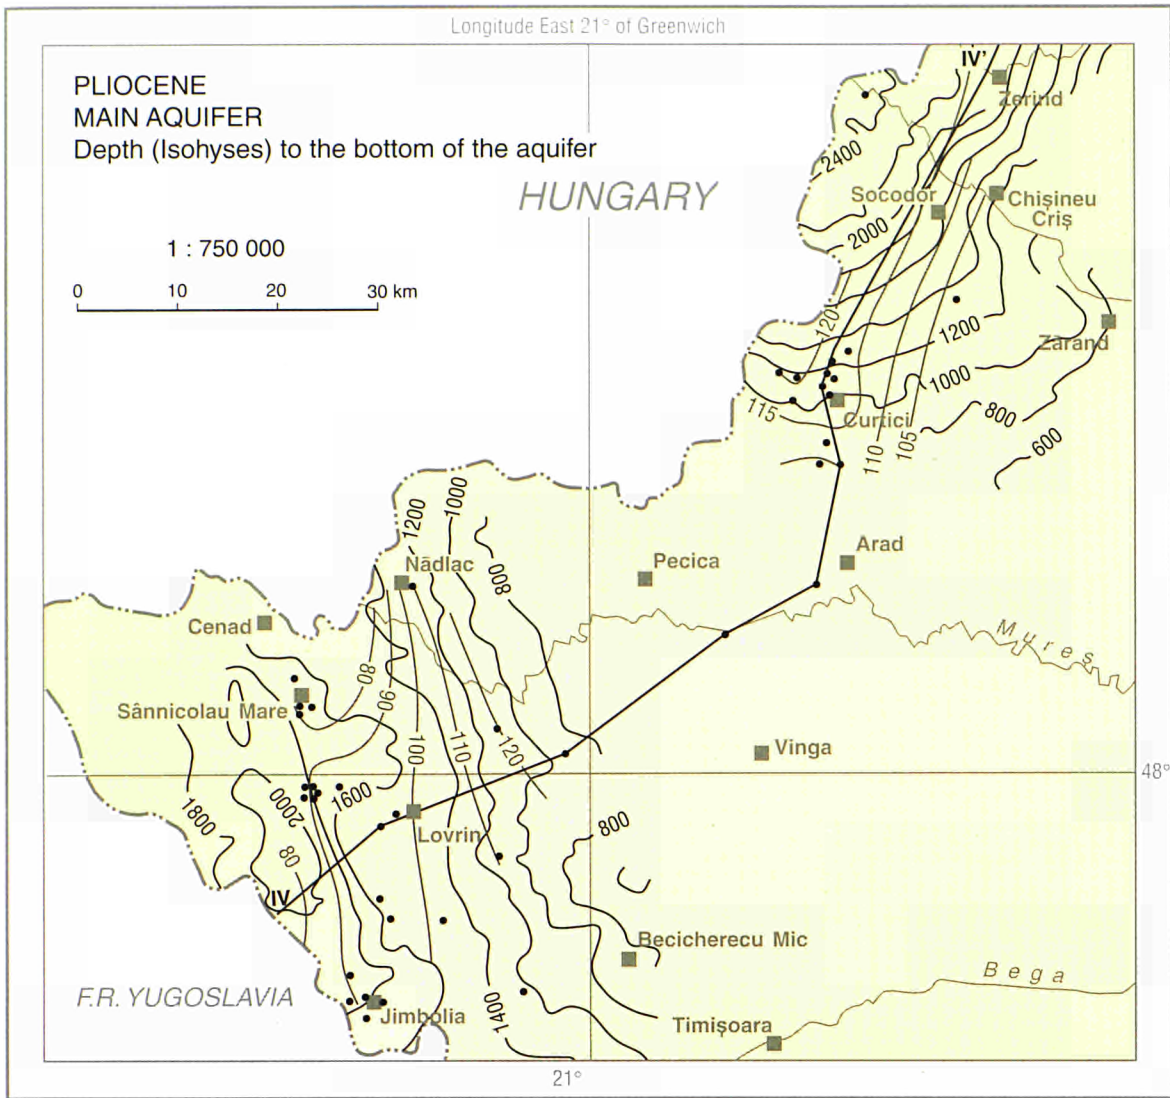 Longitude East 21° of Greenwich
PLIOCENE
MAIN AQUIFER
Depth (Isohyses) to the bottom of the aquifer
1 : 750 000
0 10 20 30 km
HUNGARY
IV'
Zerind
2400
Socodor
Chişineu
Criş
2000
120
1200
Zărand
1000
115
Curtici
800
110
105
600
1000
1200
Nădlac
800
Pecica
Arad
Cenad
Mureş
80
90
Sânnicolau Mare
100
110
120
Vinga
48°
1800
2000
1600
Lovrin
800
80
IV
Becicherecu Mic
Bega
F.R. YUGOSLAVIA
Jimbolia
1400
Timişoara
21°